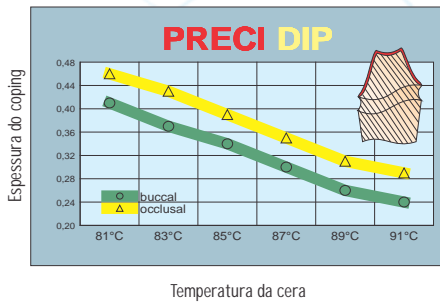 PRECI DIP
Espessura do coping
0,48
0,44
0,40
0,36
0,32
0,28
0,24
0,20
buccal
occlusal
81°C 83°C 85°C 87°C 89°C 91°C
Temperatura da cera